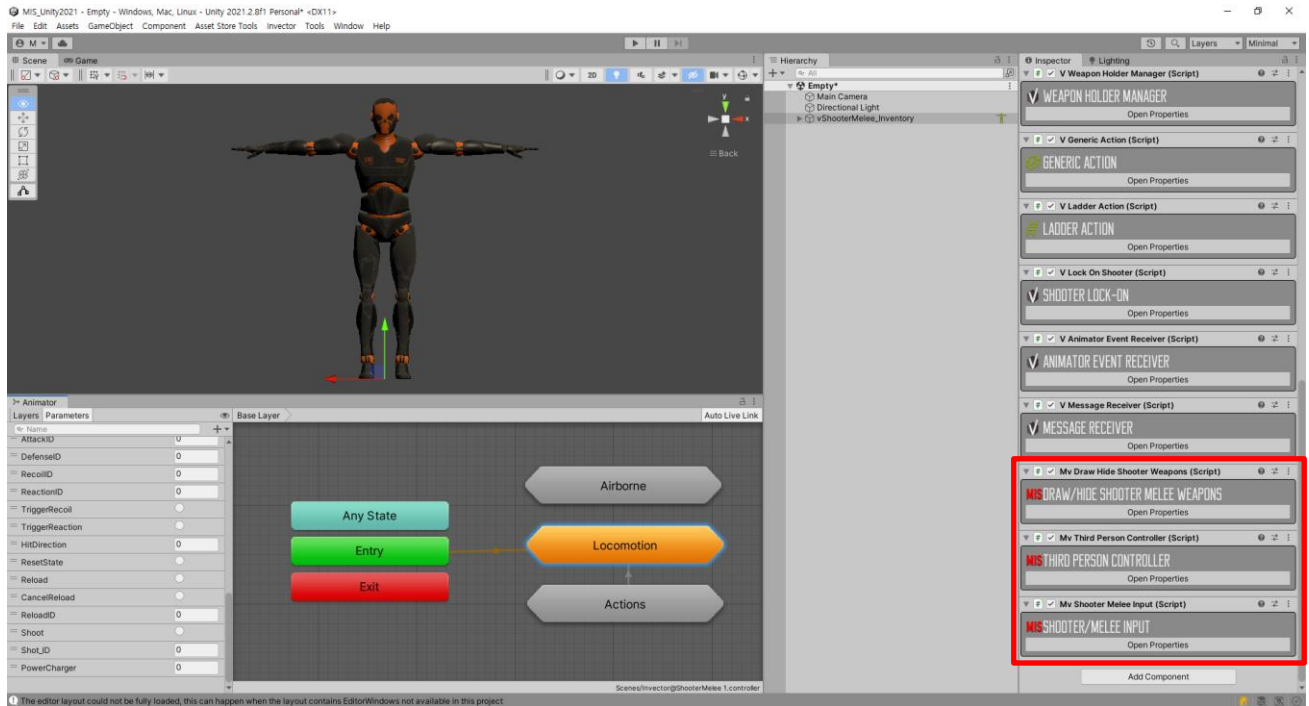 MIS_Unity2021 - Empty - Windows, Mac, Linux - Unity 2021.2.8f1 Personal* <DX11>
File Edit Assets GameObject Component Asset Store Tools Invector Tools Window Help
M
Layers Minimal
Scene Game
2D
y
x
Back
Hierarchy
All
Empty*
Main Camera
Directional Light
vShooterMelee_Inventory
Animator
Layers Parameters
Base Layer
Auto Live Link
Name
AttackID 0
DefenseID 0
RecoilID 0
ReactionID 0
TriggerRecoil
TriggerReaction
HitDirection 0
ResetState
Reload
CancelReload
ReloadID 0
Shoot
Shot_ID 0
PowerCharger 0
Any State
Entry
Exit
Airborne
Locomotion
Actions
Scenes/Invector@ShooterMelee 1.controller
Inspector Lighting
V Weapon Holder Manager (Script)
WEAPON HOLDER MANAGER
Open Properties
V Generic Action (Script)
GENERIC ACTION
Open Properties
V Ladder Action (Script)
LADDER ACTION
Open Properties
V Lock On Shooter (Script)
SHOOTER LOCK-ON
Open Properties
V Animator Event Receiver (Script)
ANIMATOR EVENT RECEIVER
Open Properties
V Message Receiver (Script)
MESSAGE RECEIVER
Open Properties
Mv Draw Hide Shooter Weapons (Script)
MIS DRAW/HIDE SHOOTER MELEE WEAPONS
Open Properties
Mv Third Person Controller (Script)
MIS THIRD PERSON CONTROLLER
Open Properties
Mv Shooter Melee Input (Script)
MIS SHOOTER/MELEE INPUT
Open Properties
Add Component
The editor layout could not be fully loaded, this can happen when the layout contains EditorWindows not available in this project